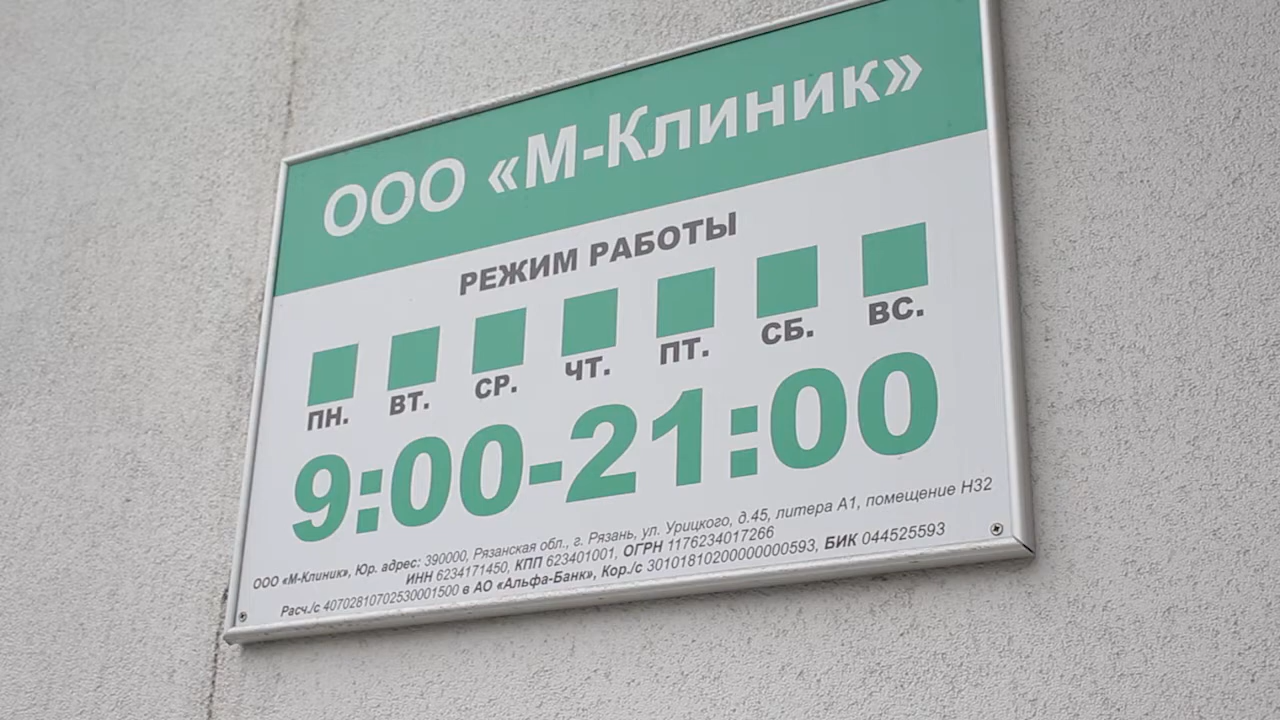 ООО «М-Клиник»
РЕЖИМ РАБОТЫ
ПН. ВТ. СР. ЧТ. ПТ. СБ. ВС.
9:00-21:00
ООО «М-Клиник», Юр. адрес: 390000, Рязанская обл., г. Рязань, ул. Урицкого, д.45, литера А1, помещение Н32
ИНН 6234171450, КПП 623401001, ОГРН 1176234017266
Расч./с 40702810702530001500 в АО «Альфа-Банк», Кор./с 30101810200000000593, БИК 044525593